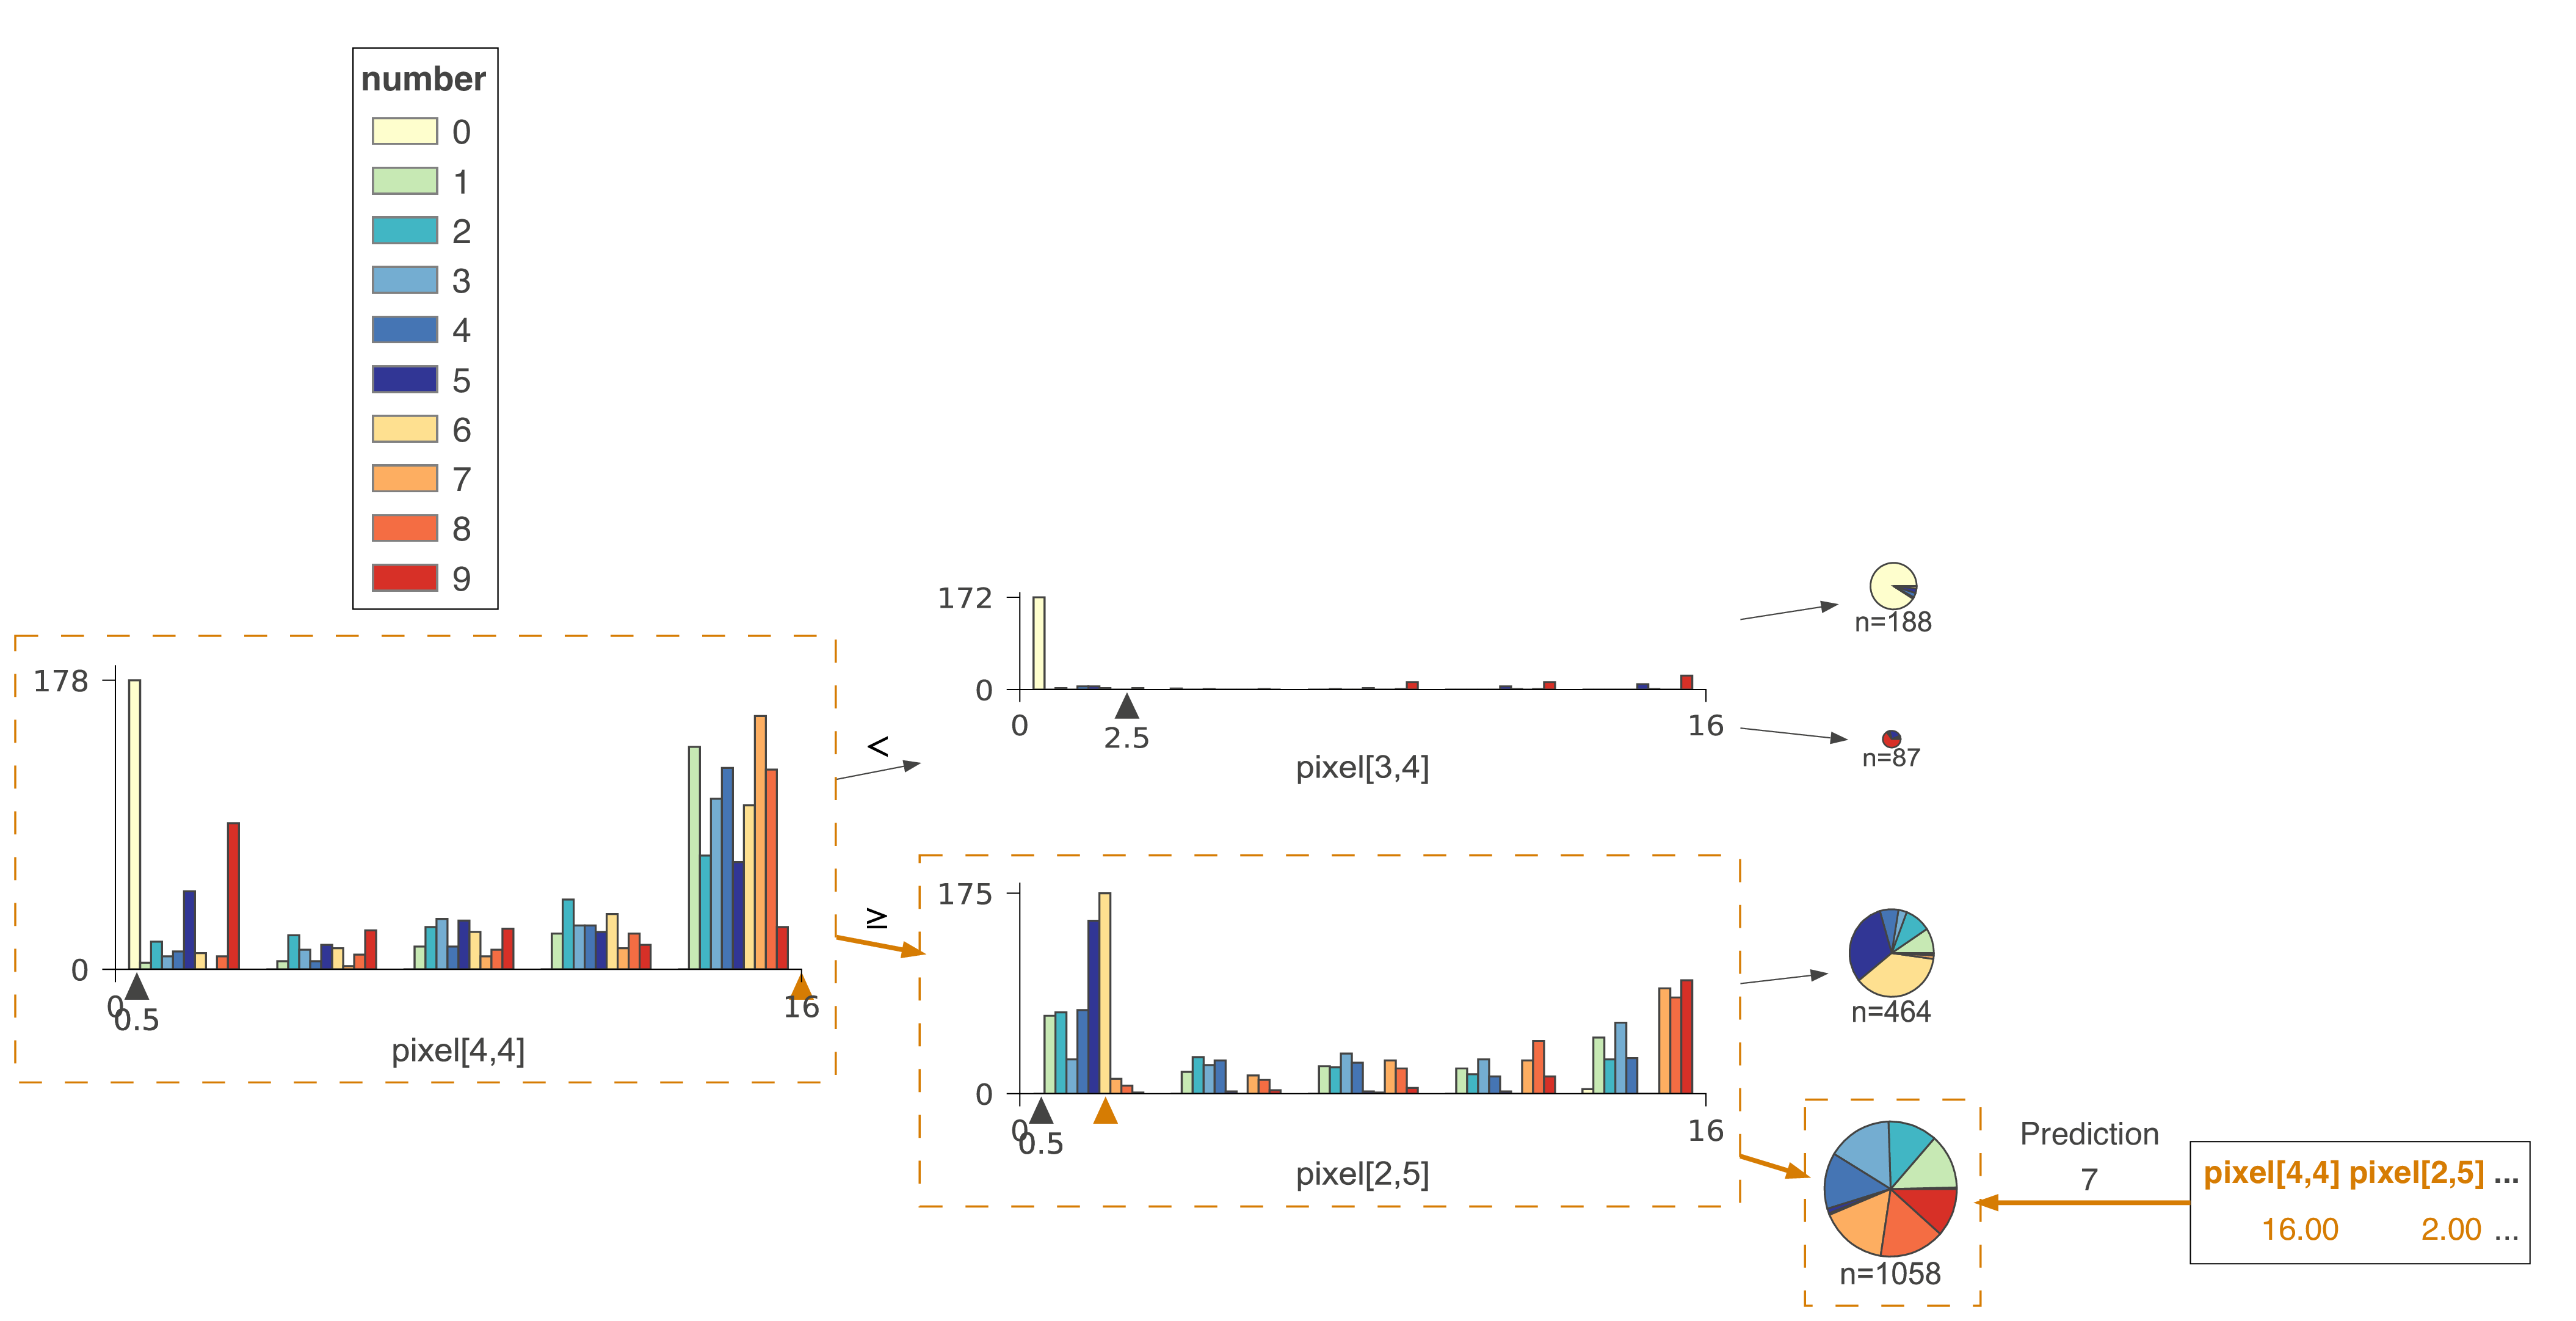 number
0
1
2
3
4
5
6
7
8
9
172
0
0
2.5
16
pixel[3,4]
n=188
n=87
178
0
0
0.5
16
pixel[4,4]
<
≥
175
0
0
0.5
16
pixel[2,5]
n=464
n=1058
Prediction
7
pixel[4,4] pixel[2,5] ...
16.00 2.00 ...